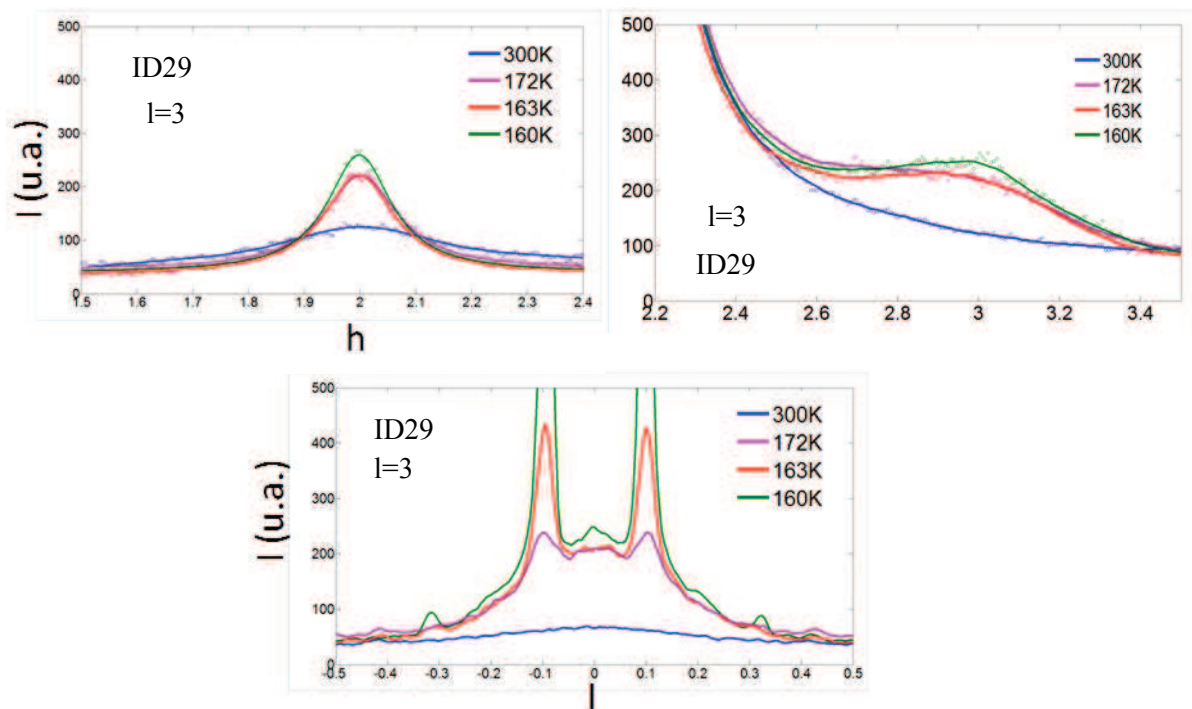 500
400
300
200
100
0
I (u.a.)
ID29
l=3
300K
172K
163K
160K
1.5 1.6 1.7 1.8 1.9 2 2.1 2.2 2.3 2.4
h
500
400
300
200
100
0
300K
172K
163K
160K
l=3
ID29
2.2 2.4 2.6 2.8 3 3.2 3.4
500
400
300
200
100
0
I (u.a.)
ID29
l=3
300K
172K
163K
160K
-0.5 -0.4 -0.3 -0.2 -0.1 0 0.1 0.2 0.3 0.4 0.5
l